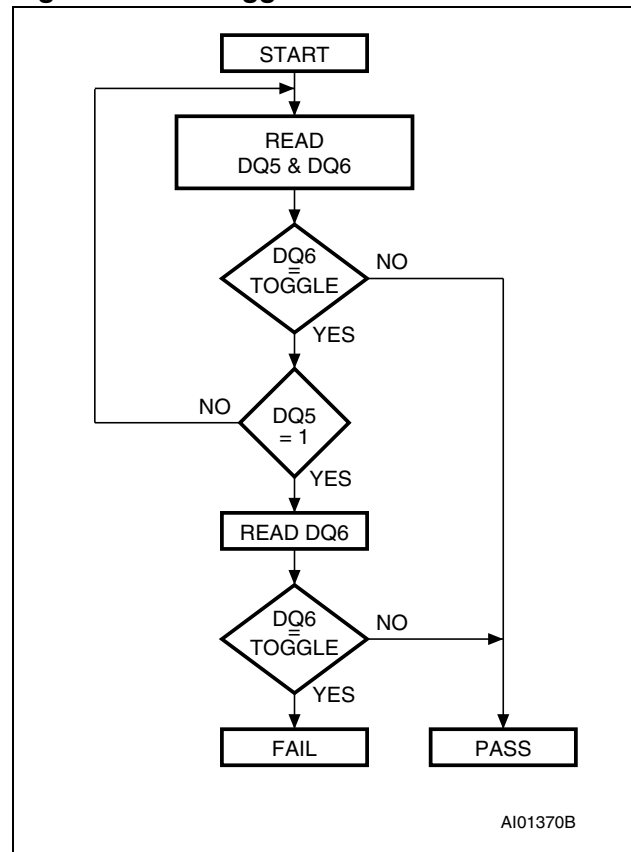 START
READ
DQ5 & DQ6
DQ6
=
TOGGLE
NO
YES
NO
DQ5
= 1
YES
READ DQ6
DQ6
=
TOGGLE
NO
YES
FAIL
PASS
AI01370B